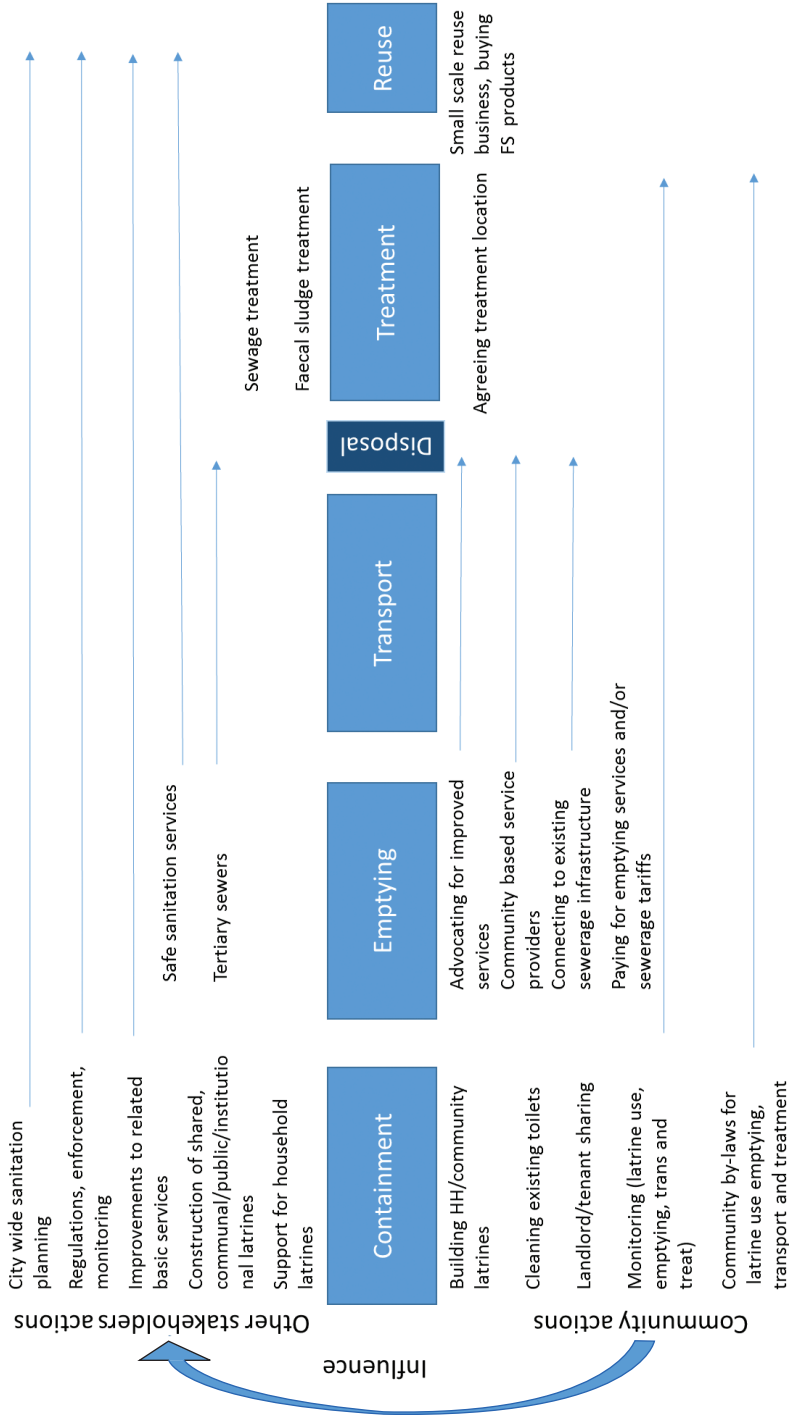 Other stakeholders actions
City wide sanitation
planning
Regulations, enforcement,
monitoring
Improvements to related
basic services
Construction of shared,
communal/public/institutio
nal latrines
Support for household
latrines
Safe sanitation services
Tertiary sewers
Sewage treatment
Faecal sludge treatment
Influence
Containment
Emptying
Transport
Disposal
Treatment
Reuse
Community actions
Building HH/community
latrines
Cleaning existing toilets
Landlord/tenant sharing
Monitoring (latrine use,
emptying, trans and
treat)
Community by-laws for
latrine use emptying,
transport and treatment
Advocating for improved
services
Community based service
providers
Connecting to existing
sewerage infrastructure
Paying for emptying services and/or
sewerage tariffs
Agreeing treatment location
Small scale reuse
business, buying
FS products